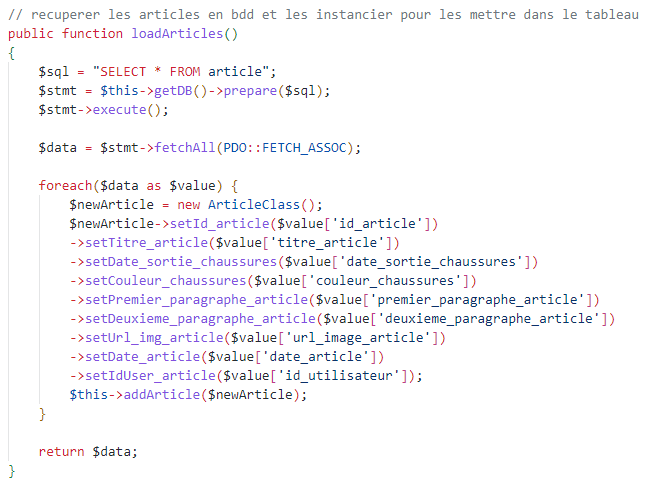 // recuperer les articles en bdd et les instancier pour les mettre dans le tableau
public function loadArticles()
{
    $sql = "SELECT * FROM article";
    $stmt = $this->getDB()->prepare($sql);
    $stmt->execute();

    $data = $stmt->fetchAll(PDO::FETCH_ASSOC);

    foreach($data as $value) {
        $newArticle = new ArticleClass();
        $newArticle->setId_article($value['id_article'])
        ->setTitre_article($value['titre_article'])
        ->setDate_sortie_chaussures($value['date_sortie_chaussures'])
        ->setCouleur_chaussures($value['couleur_chaussures'])
        ->setPremier_paragraphe_article($value['premier_paragraphe_article'])
        ->setDeuxieme_paragraphe_article($value['deuxieme_paragraphe_article'])
        ->setUrl_img_article($value['url_image_article'])
        ->setDate_article($value['date_article'])
        ->setIdUser_article($value['id_utilisateur']);
        $this->addArticle($newArticle);
    }

    return $data;
}